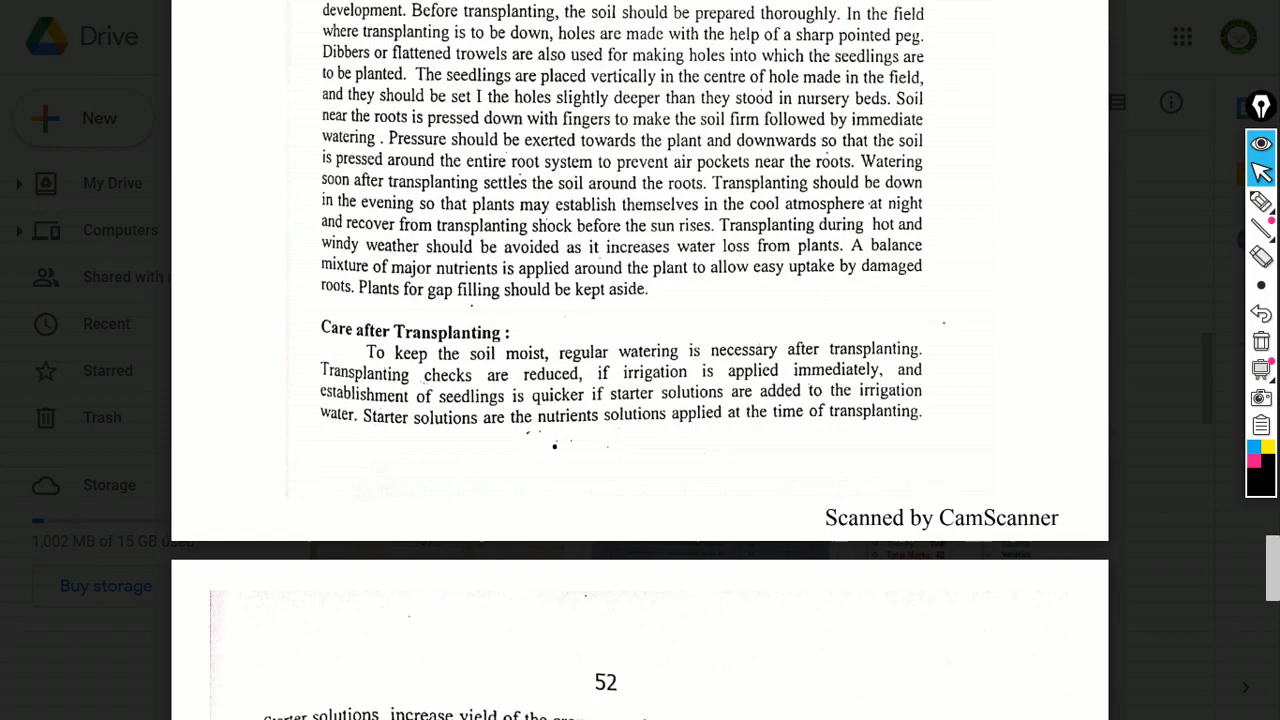 development. Before transplanting, the soil should be prepared thoroughly. In the field
Drive
where transplanting is to be down, holes are made with the help of a sharp pointed peg.
Dibbers or flattened trowels are also used for making holes into which the seedlings are
to be planted. The seedlings are placed vertically in the centre of hole made in the field,
and they should be set I the holes slightly deeper than they stood in nursery beds. Soil
New
near the roots is pressed down with fingers to make the soil firm followed by immediate
watering . Pressure should be exerted towards the plant and downwards so that the soil
is pressed around the entire root system to prevent air pockets near the roots. Watering
My Drive
soon after transplanting settles the soil around the roots. Transplanting should be down
in the evening so that plants may establish themselves in the cool atmosphere at night
Computers
and recover from transplanting shock before the sun rises. Transplanting during hot and
windy weather should be avoided as it increases water loss from plants. A balance
Shared with
mixture of major nutrients is applied around the plant to allow easy uptake by damaged
roots. Plants for gap filling should be kept aside.
Recent
Care after Transplanting :
To keep the soil moist, regular watering is necessary after transplanting.
Starred
Transplanting checks are reduced, if irrigation is applied immediately, and
establishment of seedlings is quicker if starter solutions are added to the irrigation
Trash
water. Starter solutions are the nutrients solutions applied at the time of transplanting.
Storage
Scanned by CamScanner
1,002 MB of 15 GB used
Total Marks:
Buy storage
52
Starter solutions increase yield of the